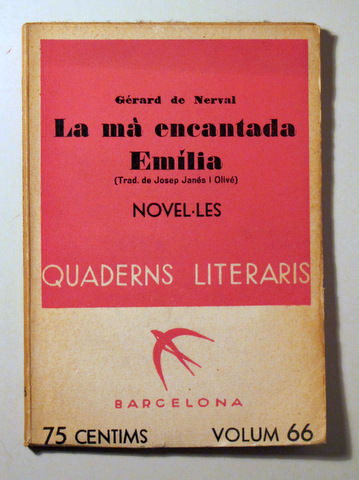 Gérard de Nerval
La mà encantada
Emília
(Trad. de Josep Janés i Olivé)
NOVEL·LES
QUADERNS LITERARIS
BARCELONA
75 CENTIMS VOLUM 66